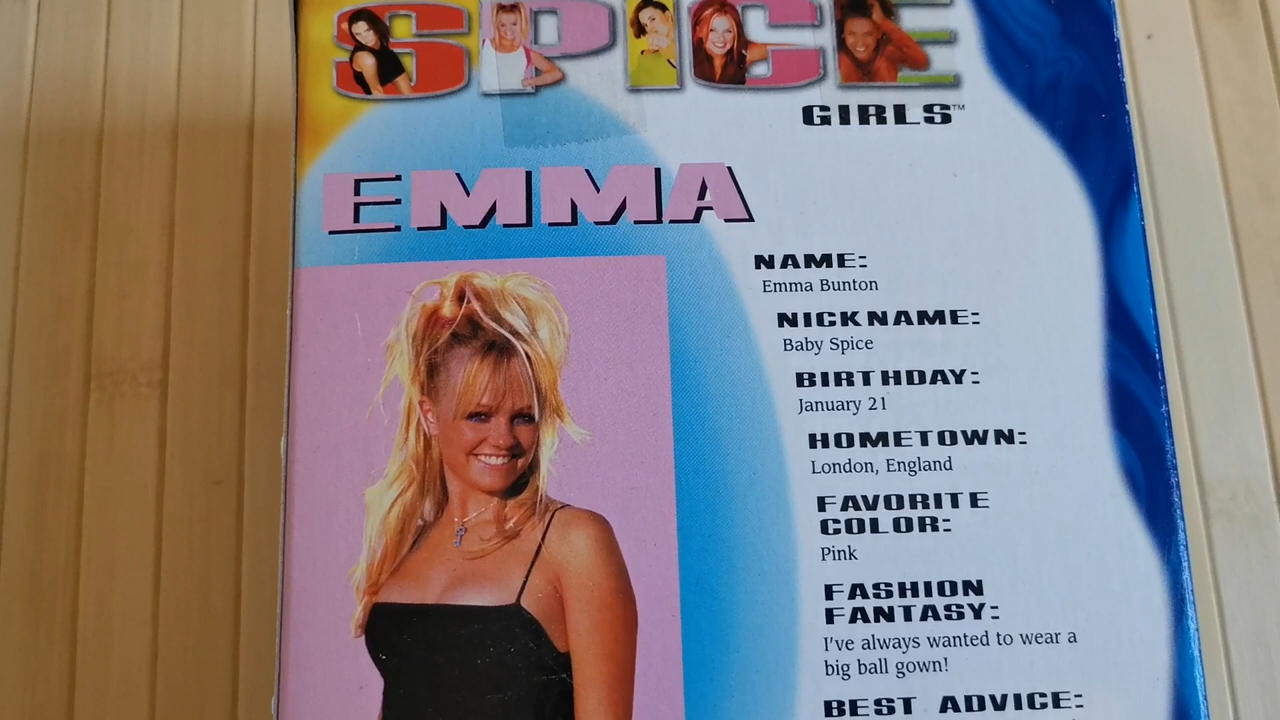 SPICE
GIRLS™
EMMA
NAME:
Emma Bunton
NICKNAME:
Baby Spice
BIRTHDAY:
January 21
HOMETOWN:
London, England
FAVORITE
COLOR:
Pink
FASHION
FANTASY:
I've always wanted to wear a
big ball gown!
BEST ADVICE: